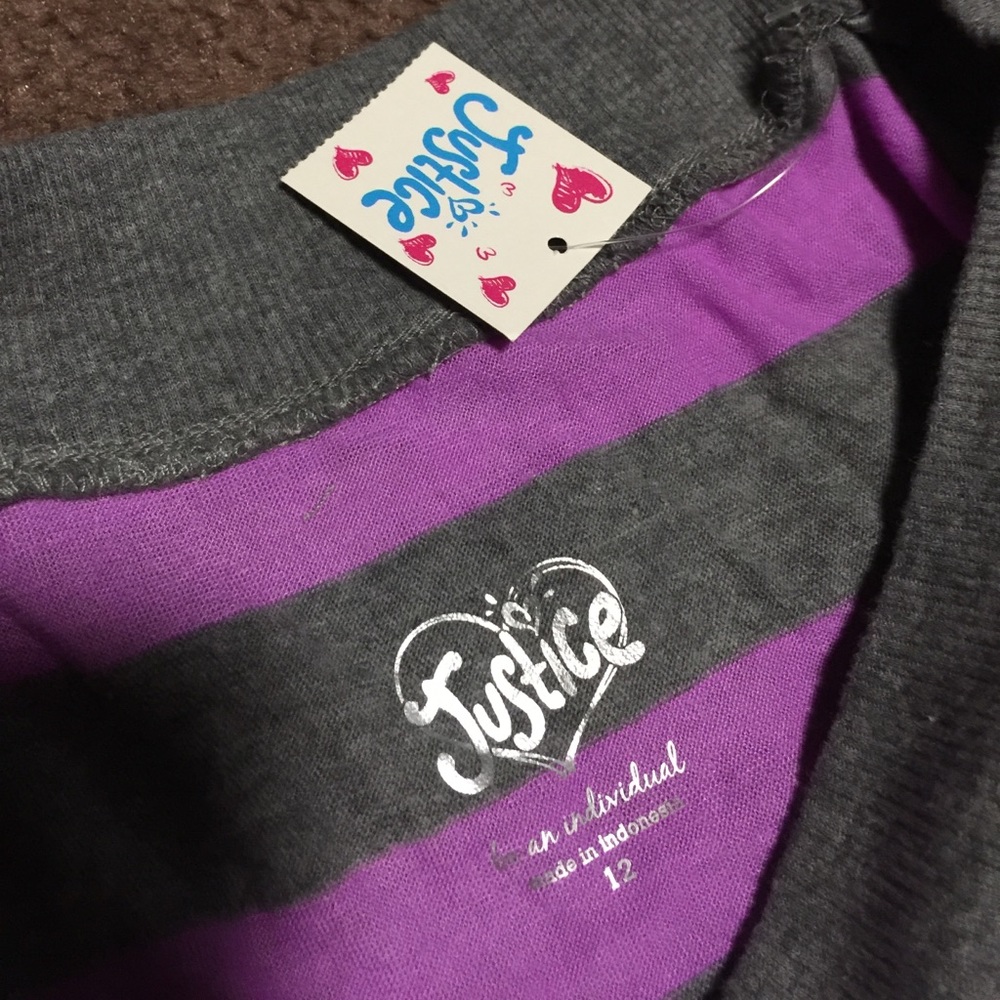 Justice
Justice
be an individual
made in indonesia
12